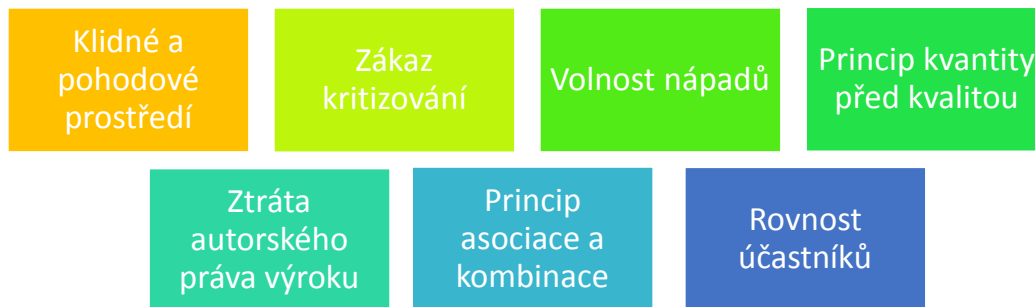 Klidné a
pohodové
prostředí
Zákaz
kritizování
Volnost nápadů
Princip kvantity
před kvalitou
Ztráta
autorského
práva výroku
Princip
asociace a
kombinace
Rovnost
účastníků